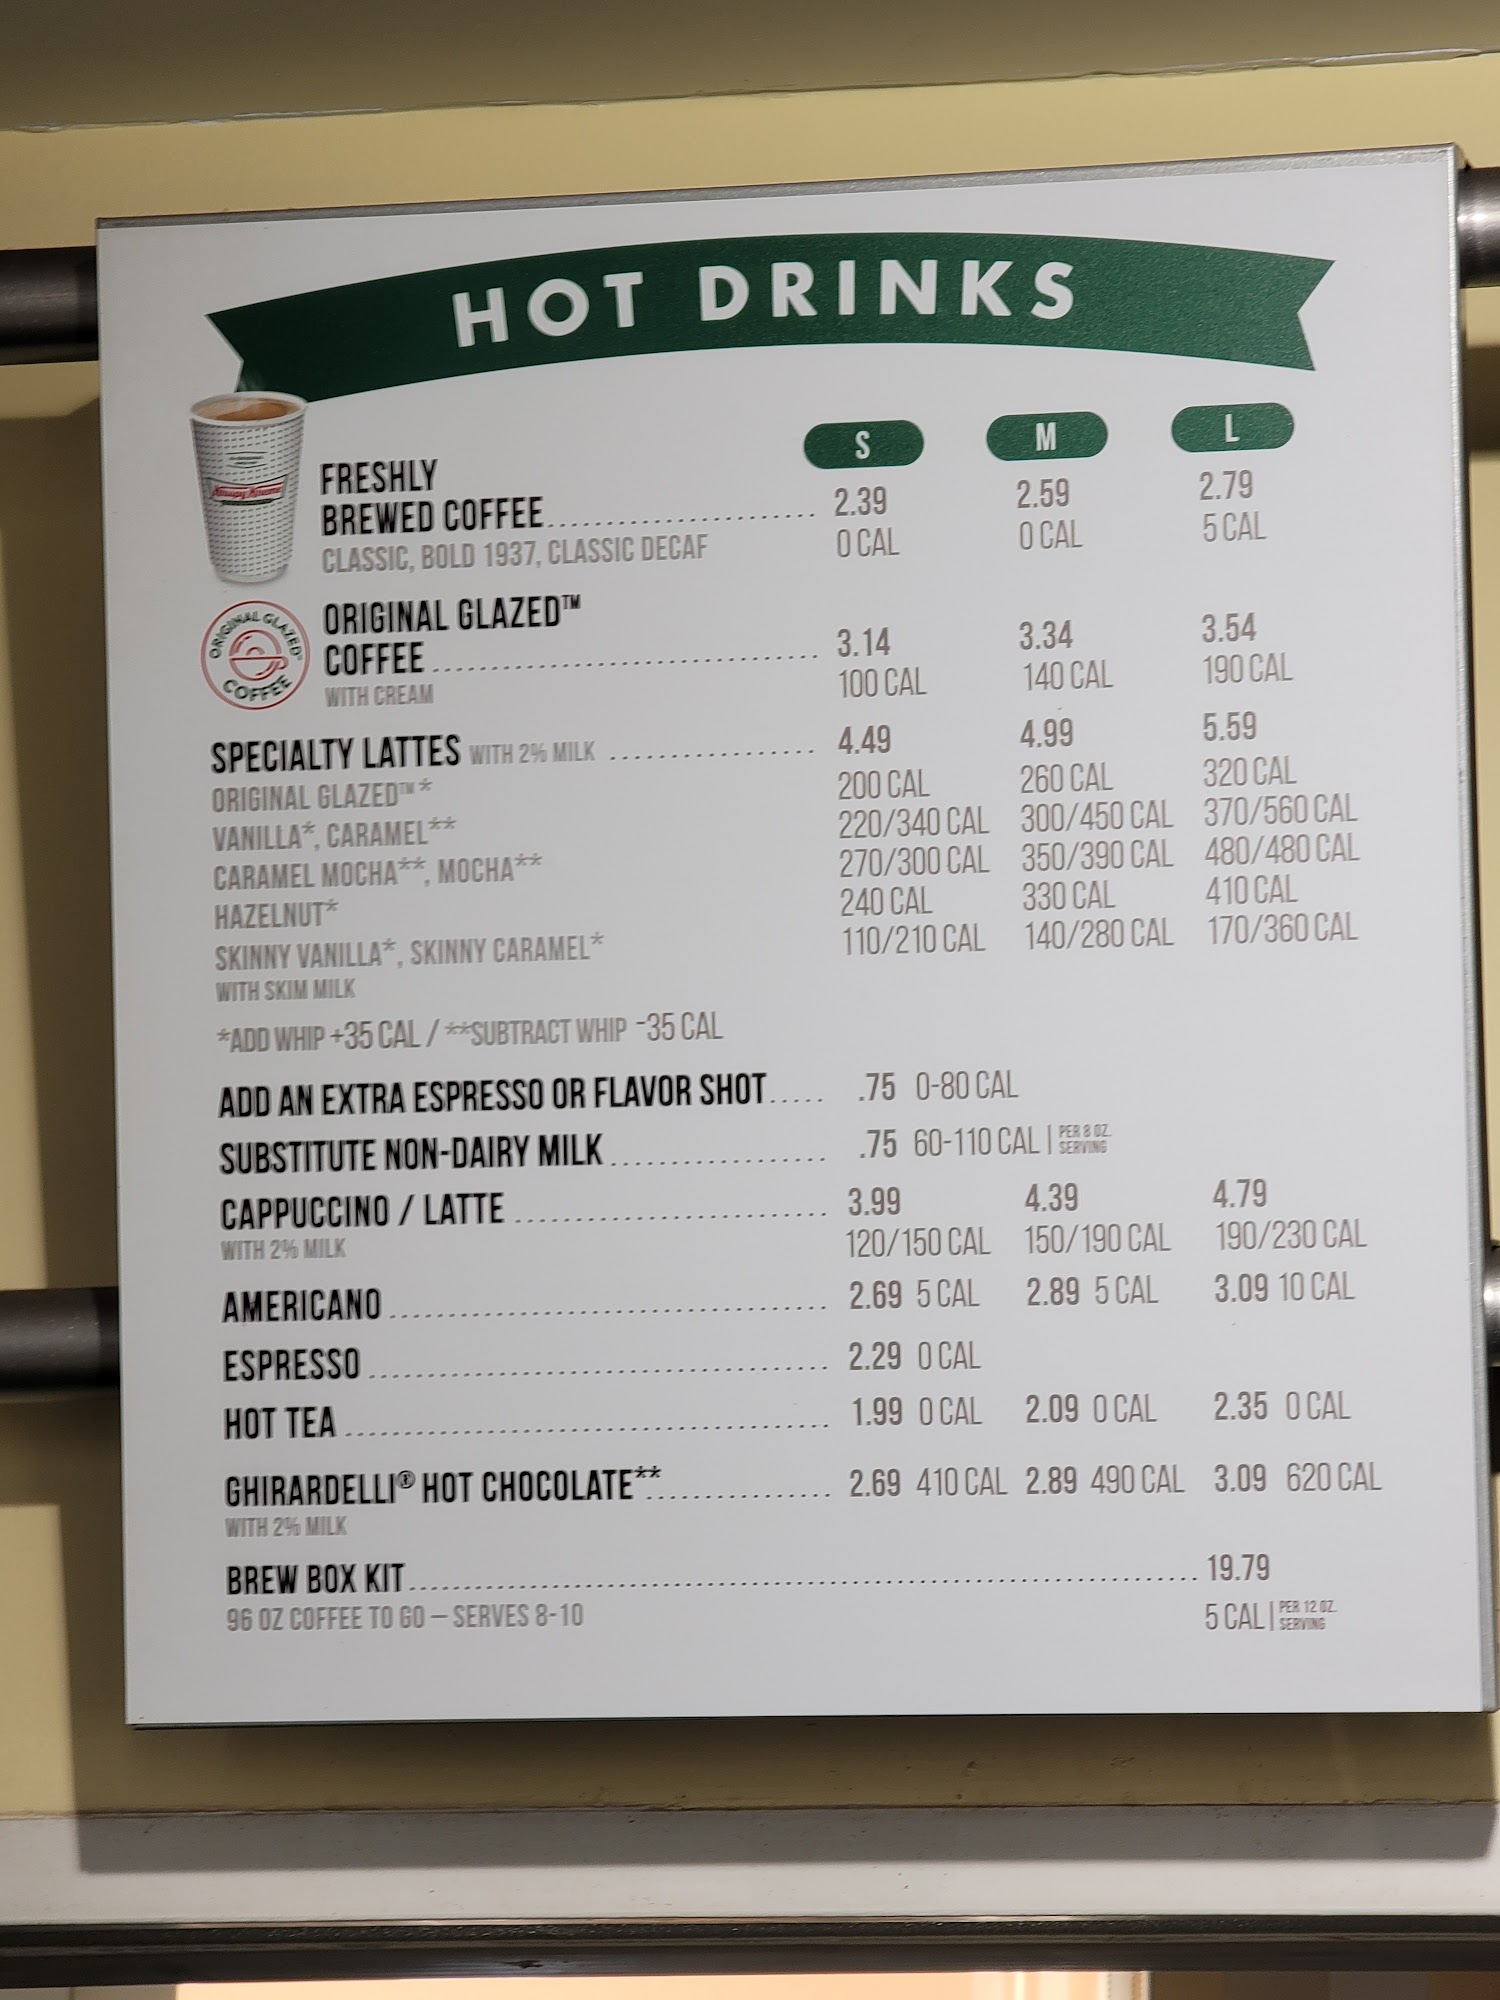 HOT DRINKS
S M L
FRESHLY
BREWED COFFEE 2.39 2.59 2.79
CLASSIC, BOLD 1937, CLASSIC DECAF 0 CAL 0 CAL 5 CAL
Krispy Kreme
ORIGINAL GLAZED™
COFFEE 3.14 3.34 3.54
WITH CREAM 100 CAL 140 CAL 190 CAL
ORIGINAL GLAZED™
COFFEE
SPECIALTY LATTES WITH 2% MILK 4.49 4.99 5.59
ORIGINAL GLAZED™* 200 CAL 260 CAL 320 CAL
VANILLA*, CARAMEL** 220/340 CAL 300/450 CAL 370/560 CAL
CARAMEL MOCHA**, MOCHA** 270/300 CAL 350/390 CAL 480/480 CAL
HAZELNUT* 240 CAL 330 CAL 410 CAL
SKINNY VANILLA*, SKINNY CARAMEL* 110/210 CAL 140/280 CAL 170/360 CAL
WITH SKIM MILK
*ADD WHIP +35 CAL / **SUBTRACT WHIP -35 CAL
ADD AN EXTRA ESPRESSO OR FLAVOR SHOT..... .75 0-80 CAL
SUBSTITUTE NON-DAIRY MILK .75 60-110 CAL | PER 8 OZ. SERVING
CAPPUCCINO / LATTE 3.99 4.39 4.79
WITH 2% MILK 120/150 CAL 150/190 CAL 190/230 CAL
AMERICANO 2.69 5 CAL 2.89 5 CAL 3.09 10 CAL
ESPRESSO 2.29 0 CAL
HOT TEA 1.99 0 CAL 2.09 0 CAL 2.35 0 CAL
GHIRARDELLI® HOT CHOCOLATE** 2.69 410 CAL 2.89 490 CAL 3.09 620 CAL
WITH 2% MILK
BREW BOX KIT 19.79
96 OZ COFFEE TO GO – SERVES 8-10 5 CAL | PER 12 OZ. SERVING